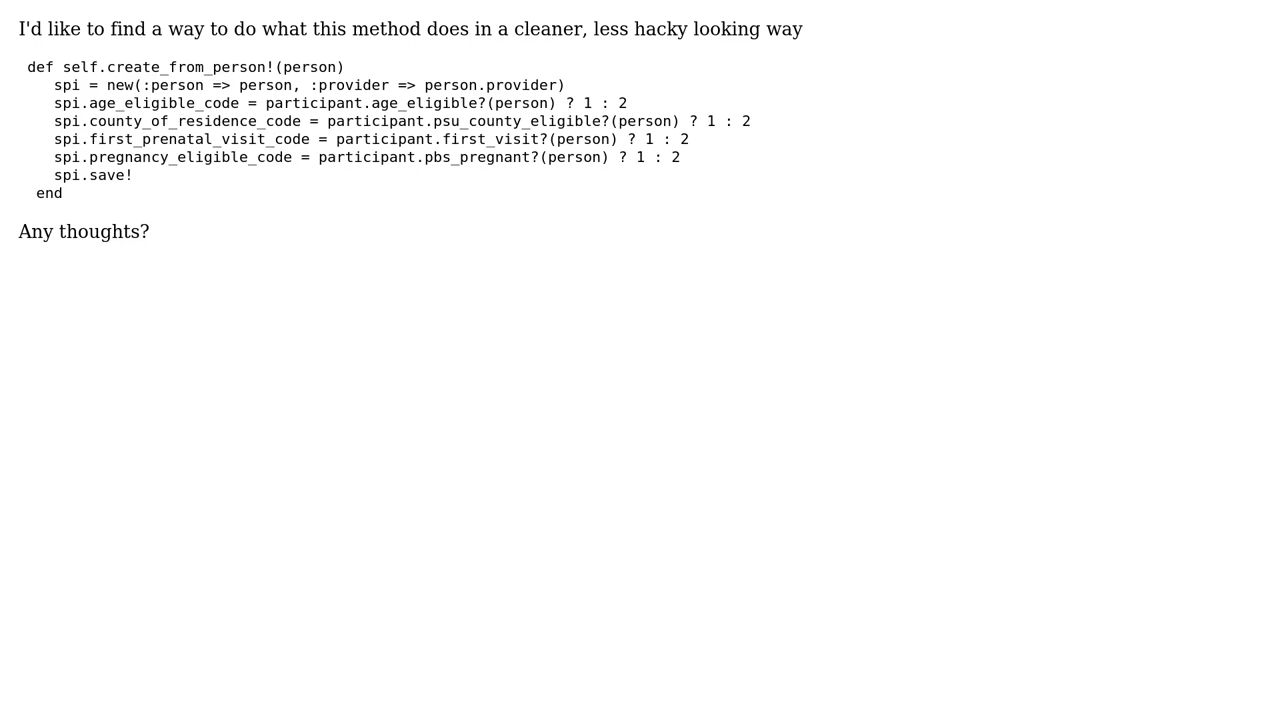 I'd like to find a way to do what this method does in a cleaner, less hacky looking way
def self.create_from_person!(person)
spi = new(:person => person, :provider => person.provider)
spi.age_eligible_code = participant.age_eligible?(person) ? 1 : 2
spi.county_of_residence_code = participant.psu_county_eligible?(person) ? 1 : 2
spi.first_prenatal_visit_code = participant.first_visit?(person) ? 1 : 2
spi.pregnancy_eligible_code = participant.pbs_pregnant?(person) ? 1 : 2
spi.save!
end
Any thoughts?